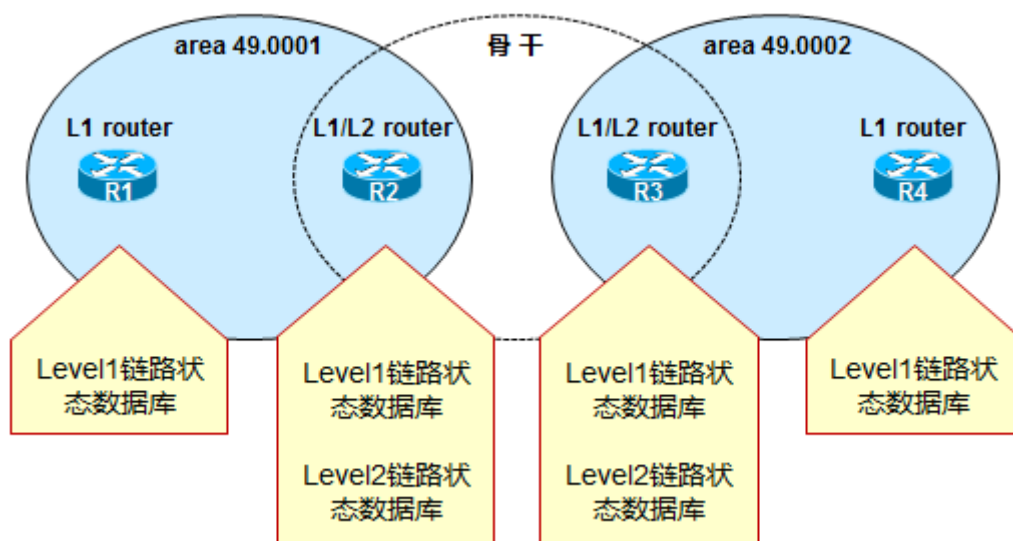 area 49.0001
骨 干
area 49.0002
L1 router
L1/L2 router
L1/L2 router
L1 router
R1
R2
R3
R4
Level1链路状
态数据库
Level1链路状
态数据库
Level2链路状
态数据库
Level1链路状
态数据库
Level2链路状
态数据库
Level1链路状
态数据库